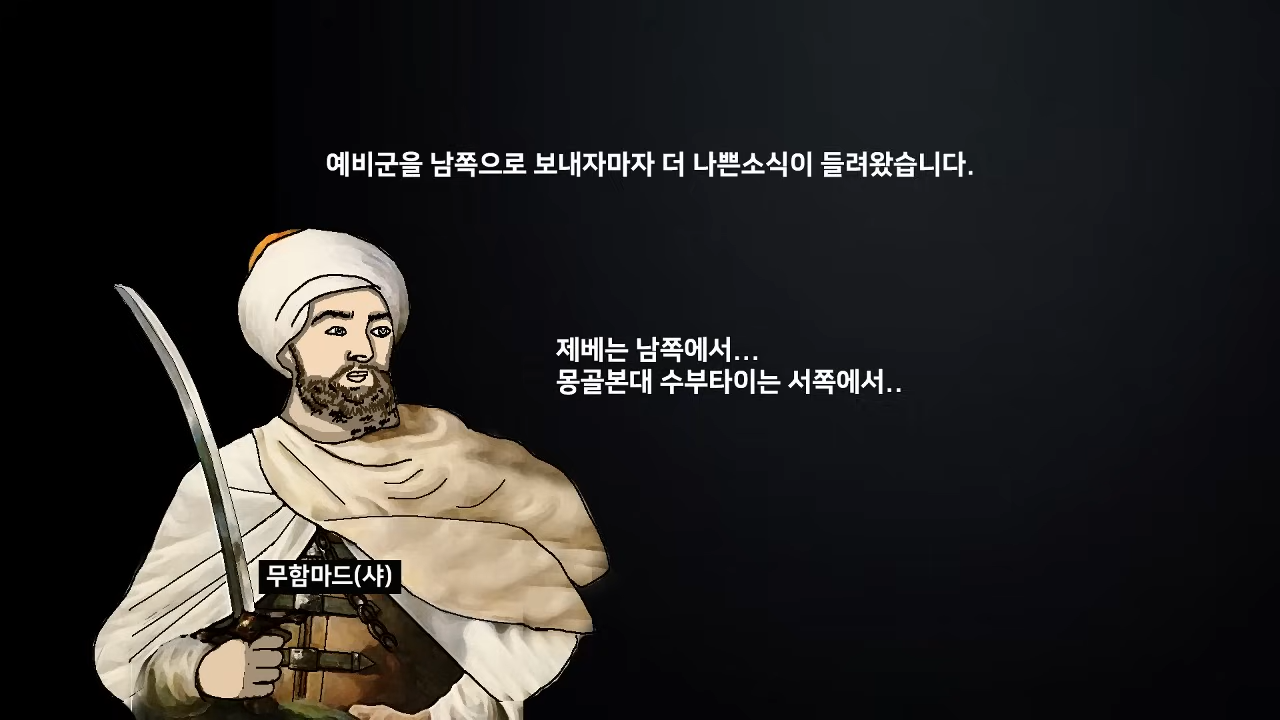 예비군을 남쪽으로 보내자마자 더 나쁜소식이 들려왔습니다.
제베는 남쪽에서...
몽골본대 수부타이는 서쪽에서..
무함마드(샤)